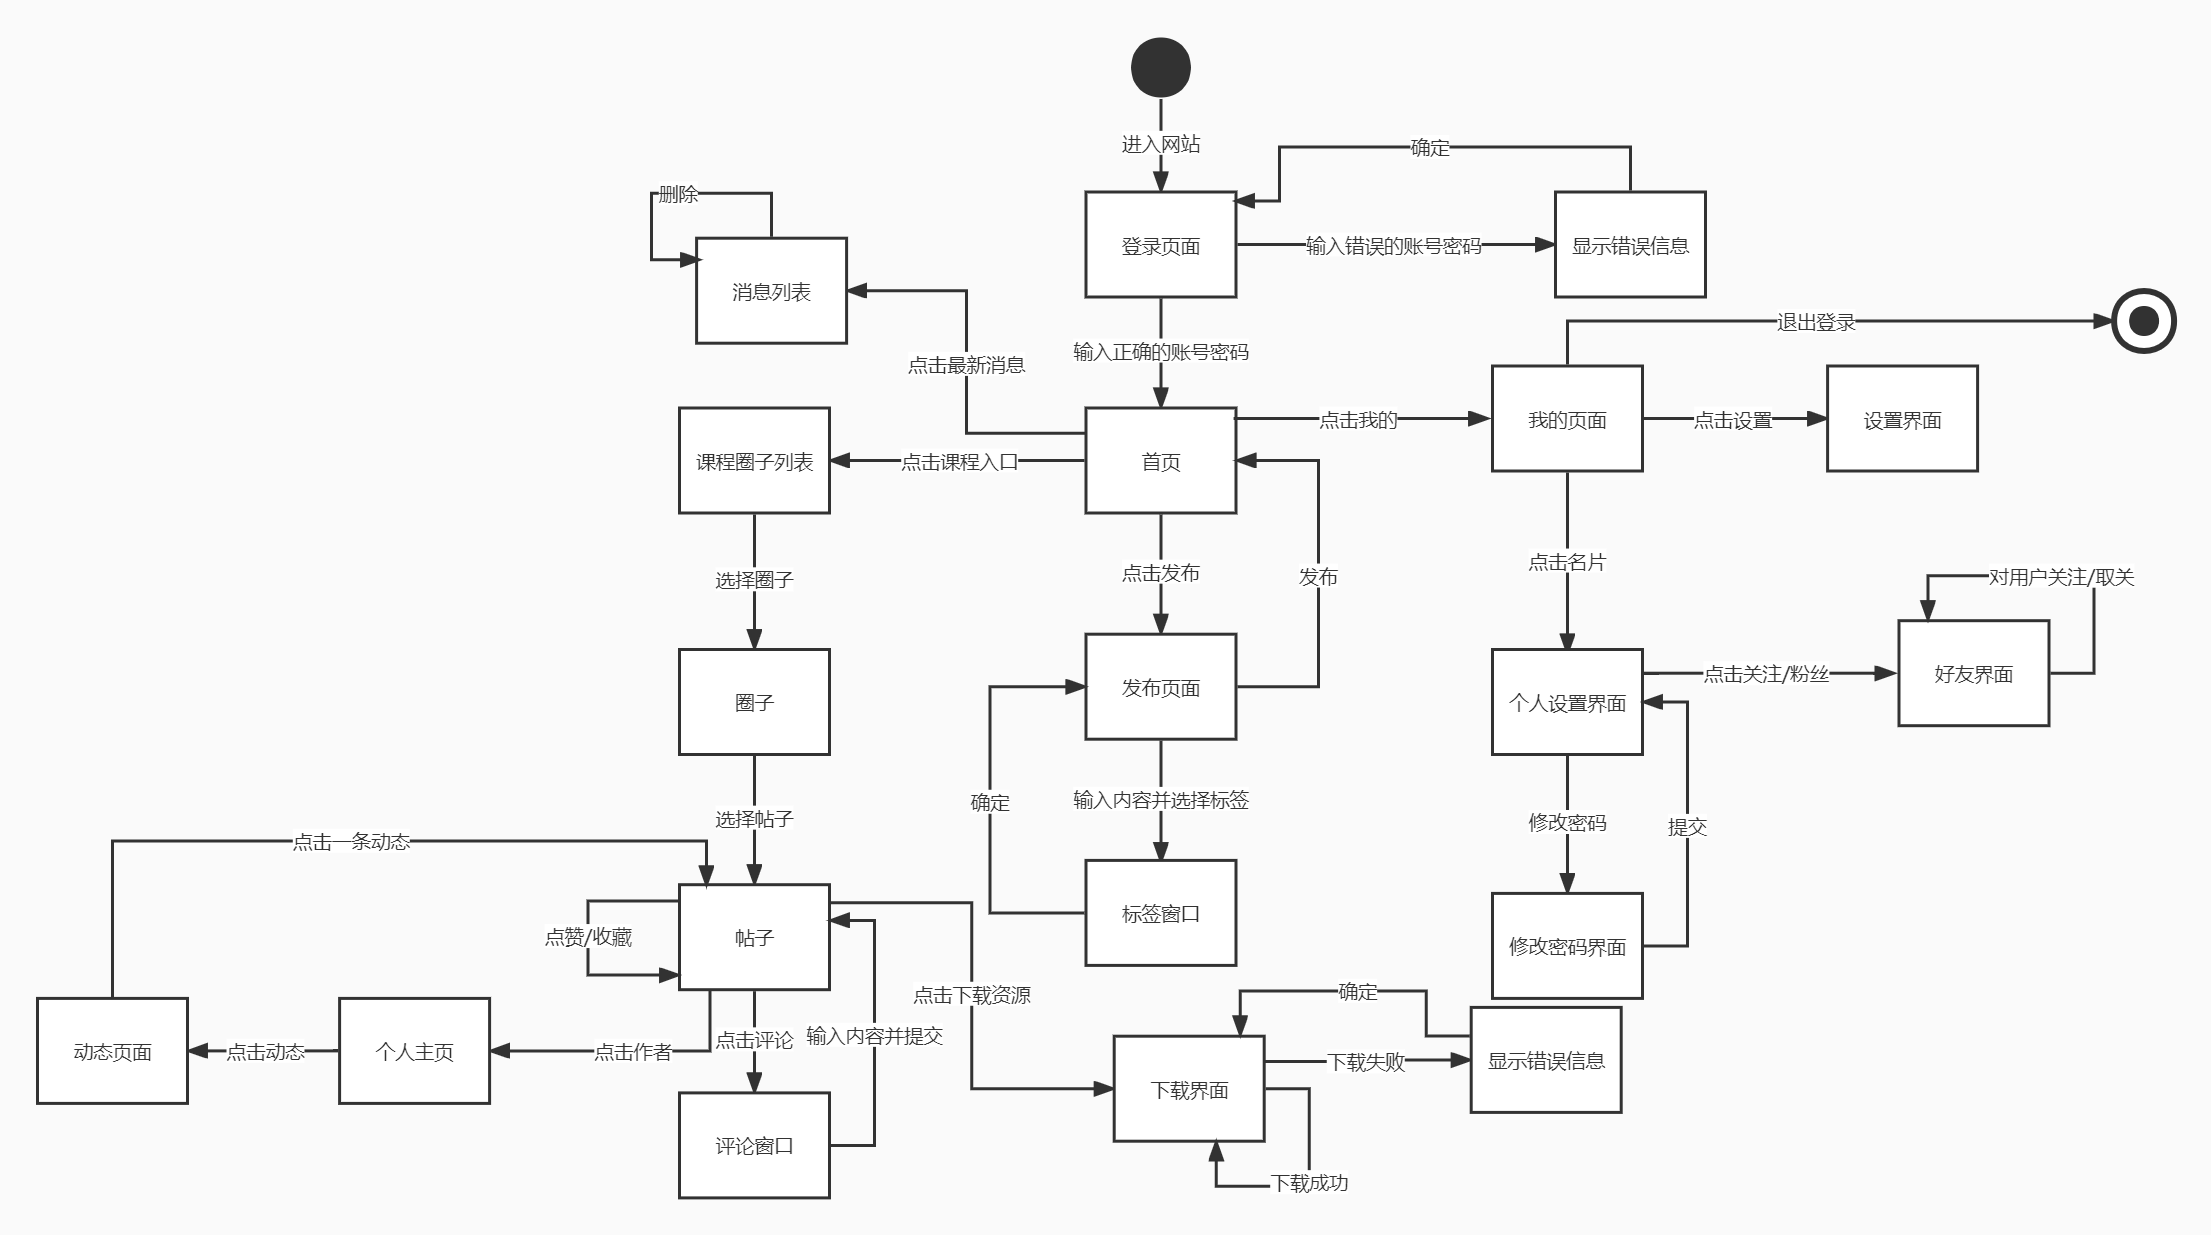 进入网站
确定
删除
登录页面
输入错误的账号密码
显示错误信息
消息列表
退出登录
输入正确的账号密码
点击最新消息
点击我的
我的页面
点击设置
设置界面
课程圈子列表
点击课程入口
首页
点击名片
选择圈子
点击发布
发布
对用户关注/取关
圈子
发布页面
个人设置界面
点击关注/粉丝
好友界面
选择帖子
确定
输入内容并选择标签
修改密码
提交
点击一条动态
点赞/收藏
帖子
标签窗口
修改密码界面
点击下载资源
确定
动态页面
点击动态
个人主页
点击作者
点击评论
输入内容并提交
下载界面
下载失败
显示错误信息
评论窗口
下载成功